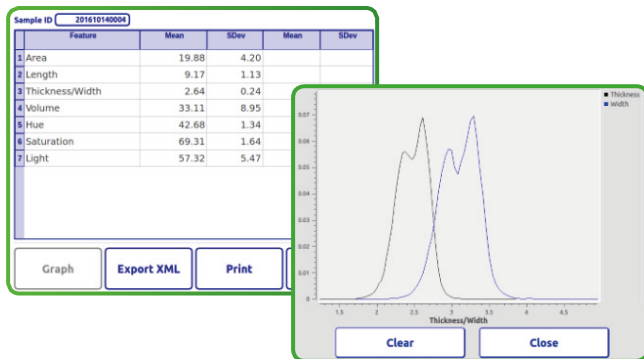 Sample ID 201610140004
Feature Mean SDev Mean SDev
1 Area 19.88 4.20
2 Length 9.17 1.13
3 Thickness/Width 2.64 0.24
4 Volume 33.11 8.95
5 Hue 42.68 1.34
6 Saturation 69.31 1.64
7 Light 57.32 5.47
Graph Export XML Print
Thickness
Width
0.07
0.06
0.05
0.04
0.03
0.02
0.01
0
1.5 2 2.5 3 3.5 4 4.5
Thickness/Width
Clear Close